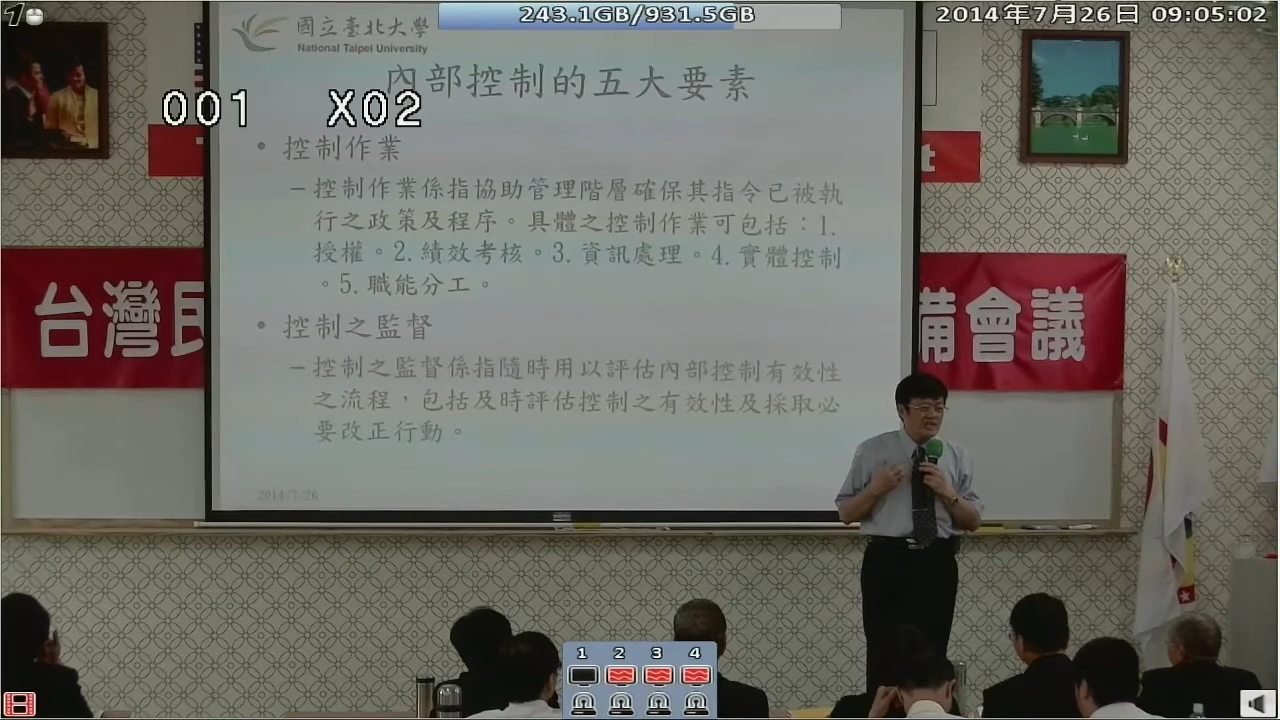 243.1GB/931.5GB
2014年7月26日 09:05:02
國立臺北大學
National Taipei University
內部控制的五大要素
001 X02
• 控制作業
–控制作業係指協助管理階層確保其指令已被執
行之政策及程序。具體之控制作業可包括：1.
授權。2.績效考核。3.資訊處理。4.實體控制
。5.職能分工。
• 控制之監督
–控制之監督係指隨時用以評估內部控制有效性
之流程，包括及時評估控制之有效性及採取必
要改正行動。
2014/7/26
t
台灣民
備會議
1 2 3 4